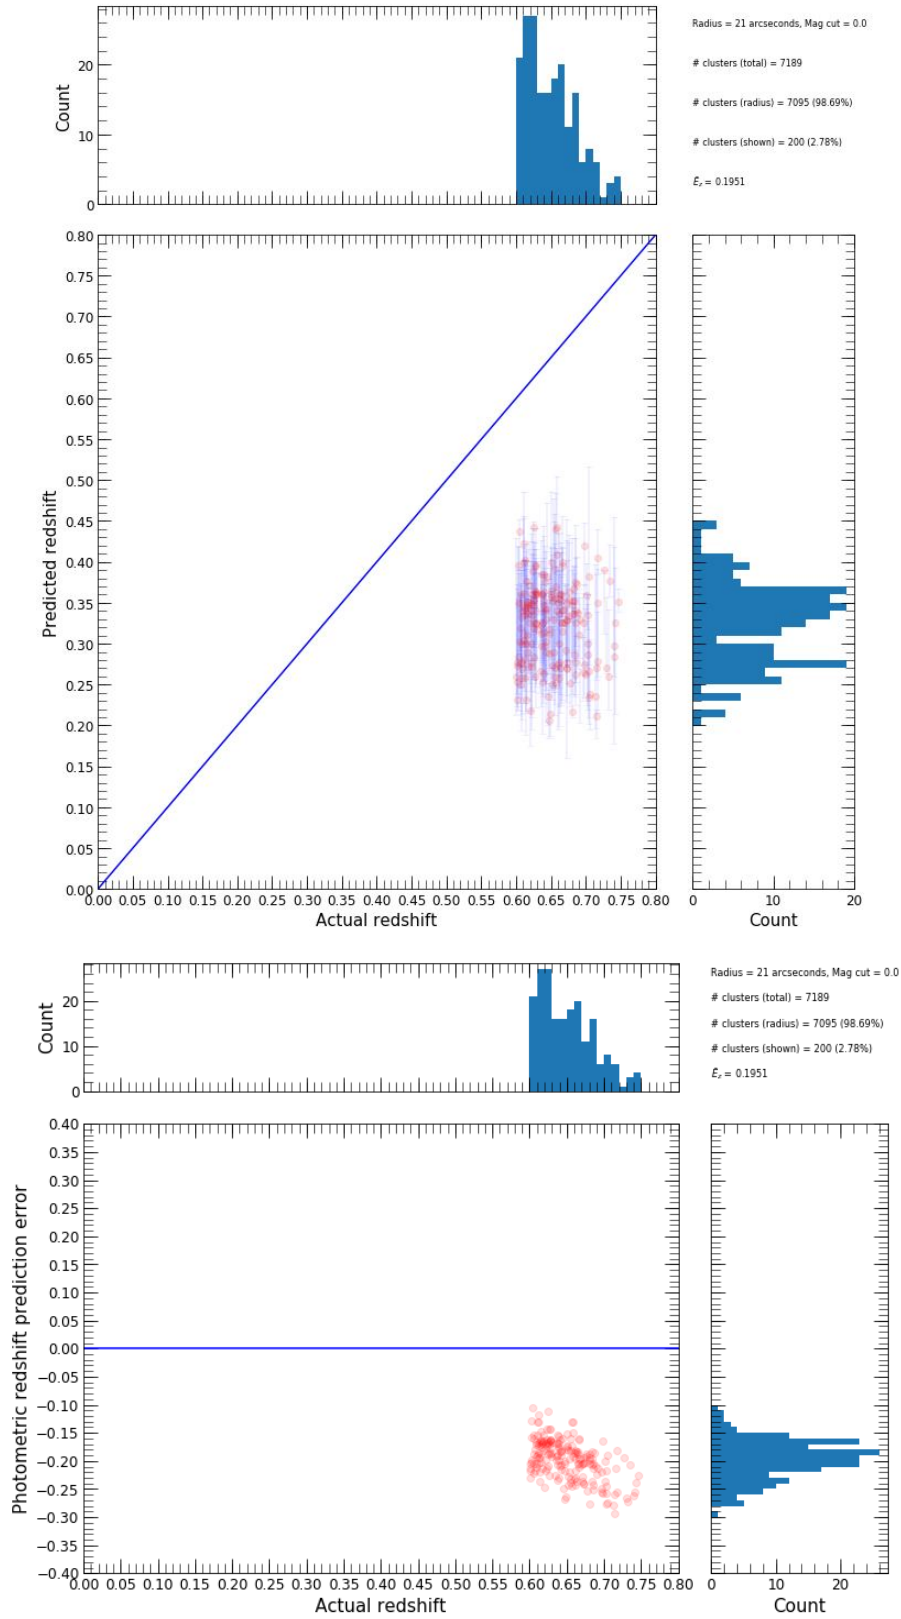 Radius = 21 arcseconds, Mag cut = 0.0
# clusters (total) = 7189
# clusters (radius) = 7095 (98.69%)
# clusters (shown) = 200 (2.78%)
Ēz = 0.1951
Count
20
10
0
0.80
0.75
0.70
0.65
0.60
0.55
0.50
0.45
0.40
0.35
0.30
0.25
0.20
0.15
0.10
0.05
0.00
Predicted redshift
0.00 0.05 0.10 0.15 0.20 0.25 0.30 0.35 0.40 0.45 0.50 0.55 0.60 0.65 0.70 0.75 0.80
Actual redshift
0 10 20
Count
Radius = 21 arcseconds, Mag cut = 0.0
# clusters (total) = 7189
# clusters (radius) = 7095 (98.69%)
# clusters (shown) = 200 (2.78%)
Ēz = 0.1951
Count
20
10
0
0.40
0.35
0.30
0.25
0.20
0.15
0.10
0.05
0.00
−0.05
−0.10
−0.15
−0.20
−0.25
−0.30
−0.35
−0.40
Photometric redshift prediction error
0.00 0.05 0.10 0.15 0.20 0.25 0.30 0.35 0.40 0.45 0.50 0.55 0.60 0.65 0.70 0.75 0.80
Actual redshift
0 10 20
Count